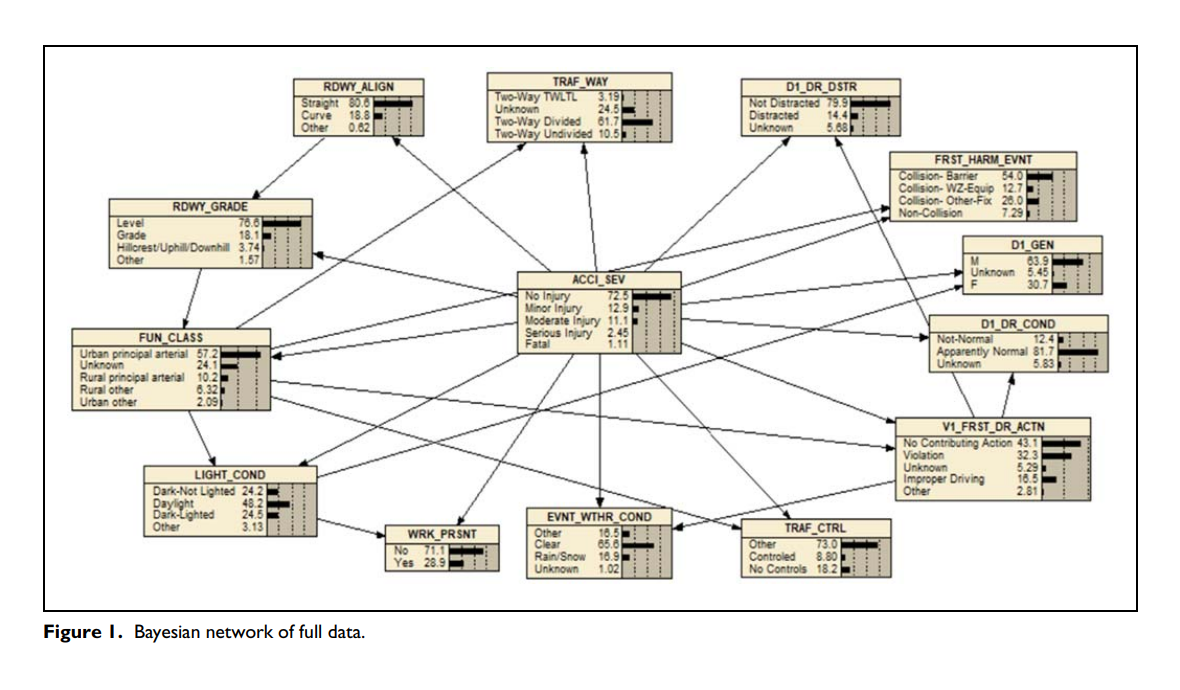 RDWY_ALIGN
Straight 80.6
Curve 18.8
Other 0.62
TRAF_WAY
Two-Way TWLTL 3.19
Unknown 24.5
Two-Way Divided 61.7
Two-Way Undivided 10.5
D1_DR_DSTR
Not Distracted 79.9
Distracted 14.4
Unknown 5.68
FRST_HARM_EVNT
Collision- Barrier 54.0
Collision- WZ-Equip 12.7
Collision- Other-Fix 26.0
Non-Collision 7.29
RDWY_GRADE
Level 76.6
Grade 18.1
Hillcrest/Uphill/Downhill 3.74
Other 1.57
D1_GEN
M 63.9
Unknown 5.45
F 30.7
ACCI_SEV
No Injury 72.5
Minor Injury 12.9
Moderate Injury 11.1
Serious Injury 2.45
Fatal 1.11
FUN_CLASS
Urban principal arterial 57.2
Unknown 24.1
Rural principal arterial 10.2
Rural other 6.32
Urban other 2.09
D1_DR_COND
Not-Normal 12.4
Apparently Normal 81.7
Unknown 5.83
V1_FRST_DR_ACTN
No Contributing Action 43.1
Violation 32.3
Unknown 5.29
Improper Driving 16.5
Other 2.81
LIGHT_COND
Dark-Not Lighted 24.2
Daylight 48.2
Dark-Lighted 24.5
Other 3.13
WRK_PRSNT
No 71.1
Yes 28.9
EVNT_WTHR_COND
Other 16.5
Clear 65.6
Rain/Snow 16.9
Unknown 1.02
TRAF_CTRL
Other 73.0
Controled 8.80
No Controls 18.2
Figure 1. Bayesian network of full data.